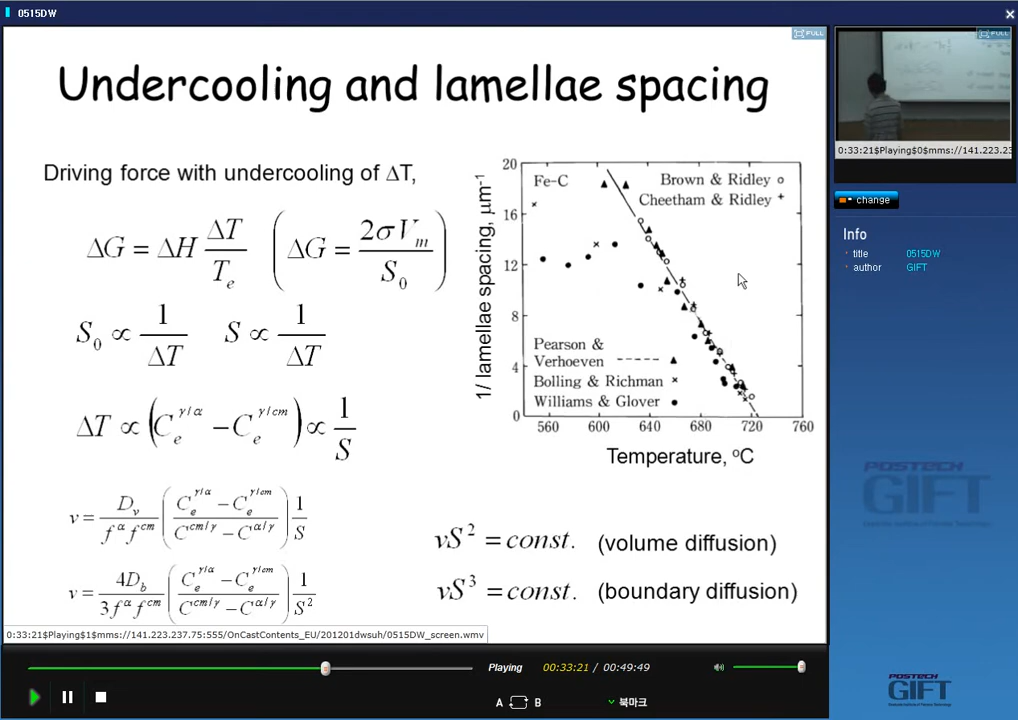 0515DW
FULL
Undercooling and lamellae spacing
Driving force with undercooling of ΔT,
ΔG = ΔH ΔT / T_e (ΔG = 2σV_m / S_0)
S_0 ∝ 1 / ΔT S ∝ 1 / ΔT
ΔT ∝ (C_e^{γ/α} − C_e^{γ/cm}) ∝ 1 / S
v = D_v / f^α f^{cm} (C_e^{γ/α} − C_e^{γ/cm} / C^{cm/γ} − C^{α/γ}) 1 / S
v = 4D_b / 3f^α f^{cm} (C_e^{γ/α} − C_e^{γ/cm} / C^{cm/γ} − C^{α/γ}) 1 / S^2
1/ lamellae spacing, μm⁻¹
20
16
12
8
4
0
Fe-C
Brown & Ridley
Cheetham & Ridley
Pearson &
Verhoeven
Bolling & Richman
Williams & Glover
560 600 640 680 720 760
Temperature, °C
vS² = const. (volume diffusion)
vS³ = const. (boundary diffusion)
0:33:21$Playing$1$mms://141.223.237.75:555/OnCastContents_EU/201201dwsuh/0515DW_screen.wmv
Playing 00:33:21 / 00:49:49
A B 북마크
FULL
0:33:21$Playing$0$mms://141.223.23
change
Info
title 0515DW
author GIFT
POSTECH
GIFT
POSTECH
GIFT